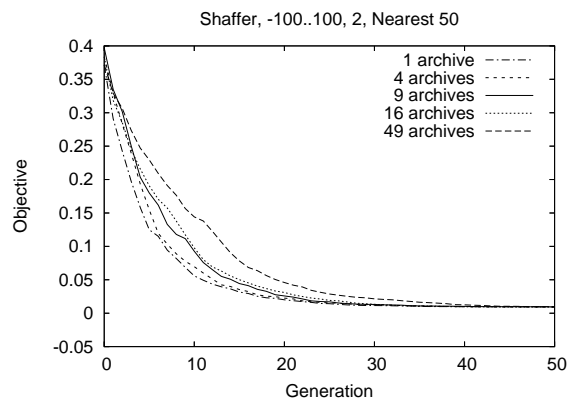 Shaffer, -100..100, 2, Nearest 50
0.4
0.35
0.3
0.25
0.2
0.15
0.1
0.05
0
-0.05
Objective
1 archive
4 archives
9 archives
16 archives
49 archives
0 10 20 30 40 50
Generation